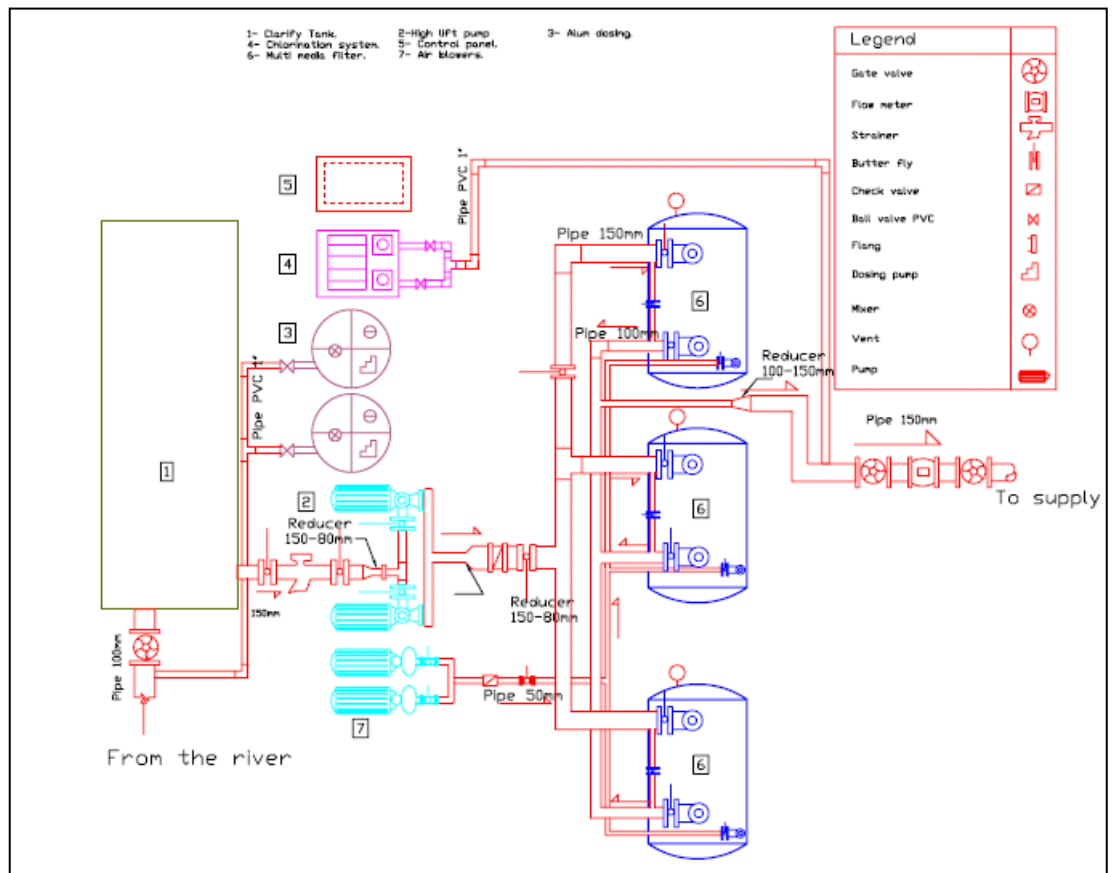 1- Clarify Tank. 2-High lift pump 3- Alum dosing.
4- Chlorination system. 5- Control panel.
6- Multi media filter. 7- Air blowers.
Legend
Gate valve
Flow meter
Strainer
Butter fly
Check valve
Ball valve PVC
Flang
Dosing pump
Mixer
Vent
Pump
5
Pipe PVC 1"
4
Pipe 150mm
6
3
Pipe 100mm
Reducer
100-150mm
Pipe PVC 1"
Pipe 150mm
1
2
Reducer
150-80mm
6
To supply
150mm
Reducer
150-80mm
Pipe 100mm
Pipe 50mm
7
6
From the river